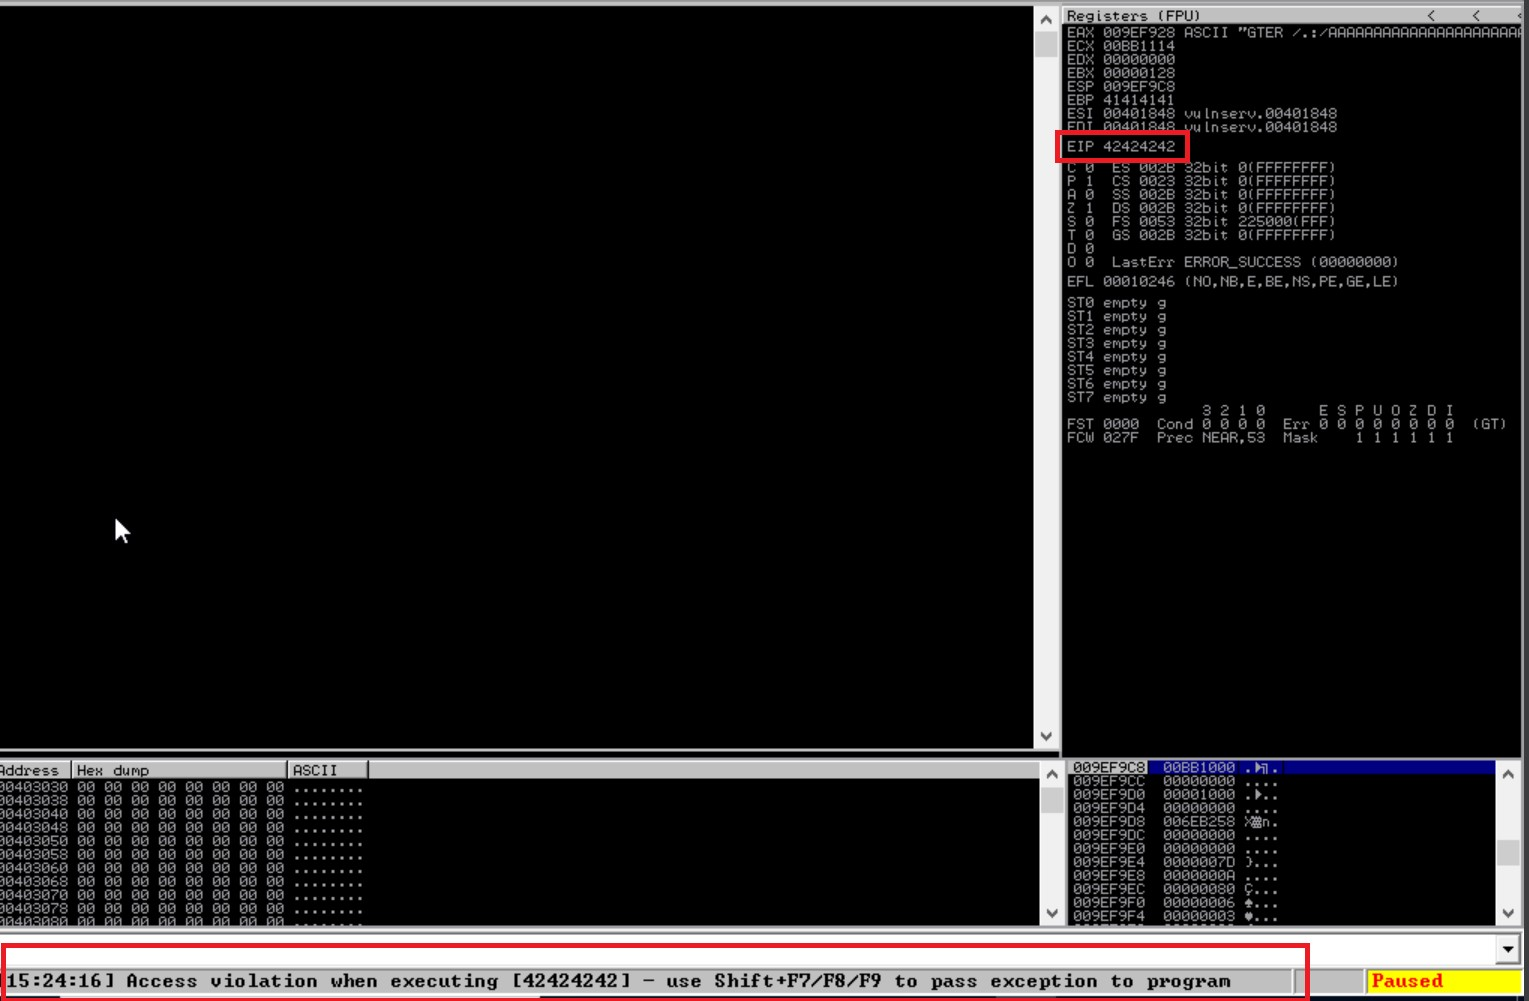 Registers (FPU) < < <
EAX 009EF928 ASCII "GTER /.:/AAAAAAAAAAAAAAAAAAAAAA
ECX 00BB1114
EDX 00000000
EBX 00000128
ESP 009EF9C8
EBP 41414141
ESI 00401848 vulnserv.00401848
EDI 00401848 vulnserv.00401848
EIP 42424242
C 0 ES 002B 32bit 0(FFFFFFFF)
P 1 CS 0023 32bit 0(FFFFFFFF)
A 0 SS 002B 32bit 0(FFFFFFFF)
Z 1 DS 002B 32bit 0(FFFFFFFF)
S 0 FS 0053 32bit 225000(FFF)
T 0 GS 002B 32bit 0(FFFFFFFF)
D 0
O 0 LastErr ERROR_SUCCESS (00000000)
EFL 00010246 (NO,NB,E,BE,NS,PE,GE,LE)
ST0 empty g
ST1 empty g
ST2 empty g
ST3 empty g
ST4 empty g
ST5 empty g
ST6 empty g
ST7 empty g
3 2 1 0 E S P U O Z D I
FST 0000 Cond 0 0 0 0 Err 0 0 0 0 0 0 0 0 (GT)
FCW 027F Prec NEAR,53 Mask 1 1 1 1 1 1
Address Hex dump ASCII
00403030 00 00 00 00 00 00 00 00 ........
00403038 00 00 00 00 00 00 00 00 ........
00403040 00 00 00 00 00 00 00 00 ........
00403048 00 00 00 00 00 00 00 00 ........
00403050 00 00 00 00 00 00 00 00 ........
00403058 00 00 00 00 00 00 00 00 ........
00403060 00 00 00 00 00 00 00 00 ........
00403068 00 00 00 00 00 00 00 00 ........
00403070 00 00 00 00 00 00 00 00 ........
00403078 00 00 00 00 00 00 00 00 ........
00403080 00 00 00 00 00 00 00 00 ........
009EF9C8 00BB1000 .►╗.
009EF9CC 00000000 ....
009EF9D0 00001000 .►..
009EF9D4 00000000 ....
009EF9D8 006EB258 X▓n.
009EF9DC 00000000 ....
009EF9E0 00000000 ....
009EF9E4 0000007D }...
009EF9E8 0000000A ....
009EF9EC 00000080 Ç...
009EF9F0 00000006 ♠...
009EF9F4 00000003 ♥...
15:24:16] Access violation when executing [42424242] - use Shift+F7/F8/F9 to pass exception to program
Paused